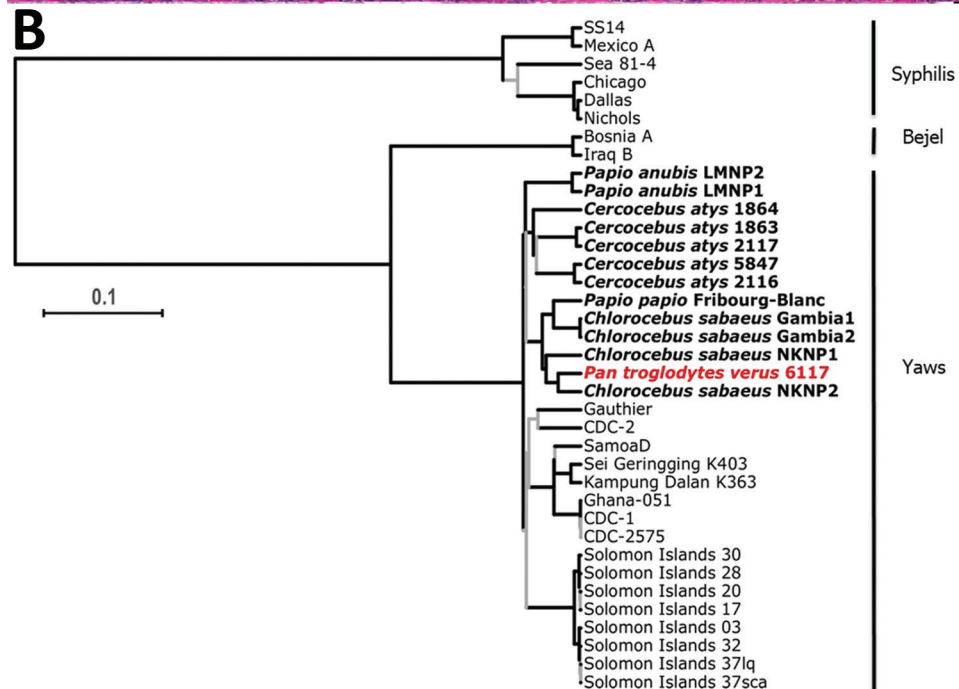 B
SS14
Mexico A
Sea 81-4
Chicago
Dallas
Nichols
Syphilis
Bosnia A
Iraq B
Bejel
Papio anubis LMNP2
Papio anubis LMNP1
Cercocebus atys 1864
Cercocebus atys 1863
Cercocebus atys 2117
Cercocebus atys 5847
Cercocebus atys 2116
Papio papio Fribourg-Blanc
Chlorocebus sabaeus Gambia1
Chlorocebus sabaeus Gambia2
Chlorocebus sabaeus NKNP1
Pan troglodytes verus 6117
Chlorocebus sabaeus NKNP2
Gauthier
CDC-2
SamoaD
Sei Geringging K403
Kampung Dalan K363
Ghana-051
CDC-1
CDC-2575
Solomon Islands 30
Solomon Islands 28
Solomon Islands 20
Solomon Islands 17
Solomon Islands 03
Solomon Islands 32
Solomon Islands 37lq
Solomon Islands 37sca
Yaws
0.1